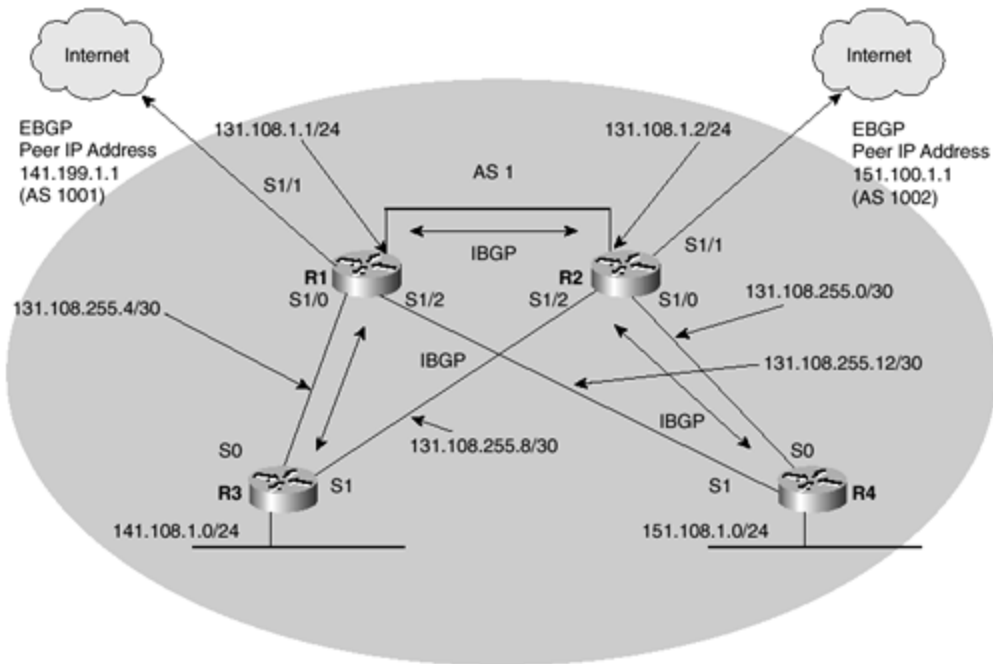 Internet
Internet
EBGP
Peer IP Address
141.199.1.1
(AS 1001)
131.108.1.1/24
131.108.1.2/24
EBGP
Peer IP Address
151.100.1.1
(AS 1002)
AS 1
S1/1
S1/1
IBGP
R1
R2
S1/0
S1/2
S1/2
S1/0
131.108.255.4/30
131.108.255.0/30
IBGP
131.108.255.12/30
IBGP
131.108.255.8/30
S0
S0
R3
S1
S1
R4
141.108.1.0/24
151.108.1.0/24